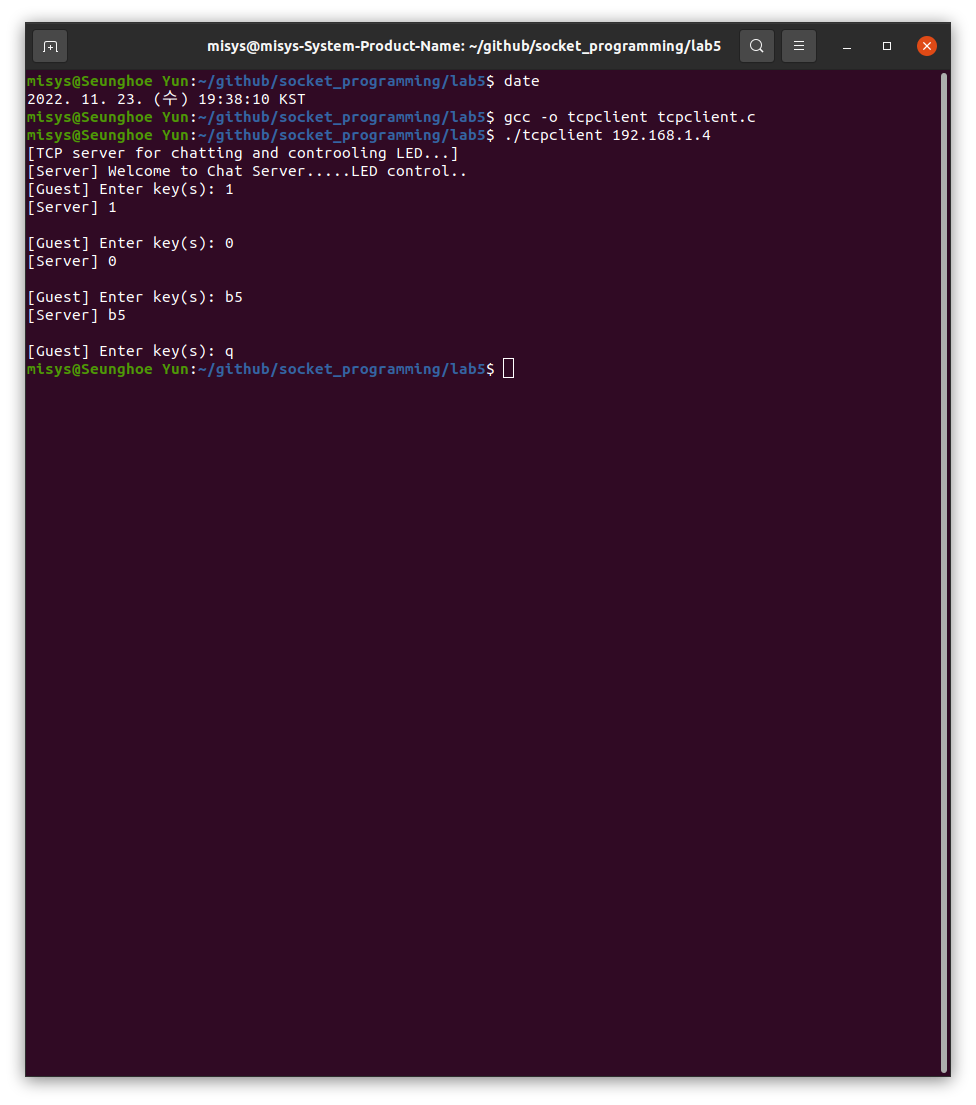 misys@misys-System-Product-Name: ~/github/socket_programming/lab5
misys@Seunghoe Yun:~/github/socket_programming/lab5$ date
2022. 11. 23. (수) 19:38:10 KST
misys@Seunghoe Yun:~/github/socket_programming/lab5$ gcc -o tcpclient tcpclient.c
misys@Seunghoe Yun:~/github/socket_programming/lab5$ ./tcpclient 192.168.1.4
[TCP server for chatting and controoling LED...]
[Server] Welcome to Chat Server.....LED control..
[Guest] Enter key(s): 1
[Server] 1
[Guest] Enter key(s): 0
[Server] 0
[Guest] Enter key(s): b5
[Server] b5
[Guest] Enter key(s): q
misys@Seunghoe Yun:~/github/socket_programming/lab5$